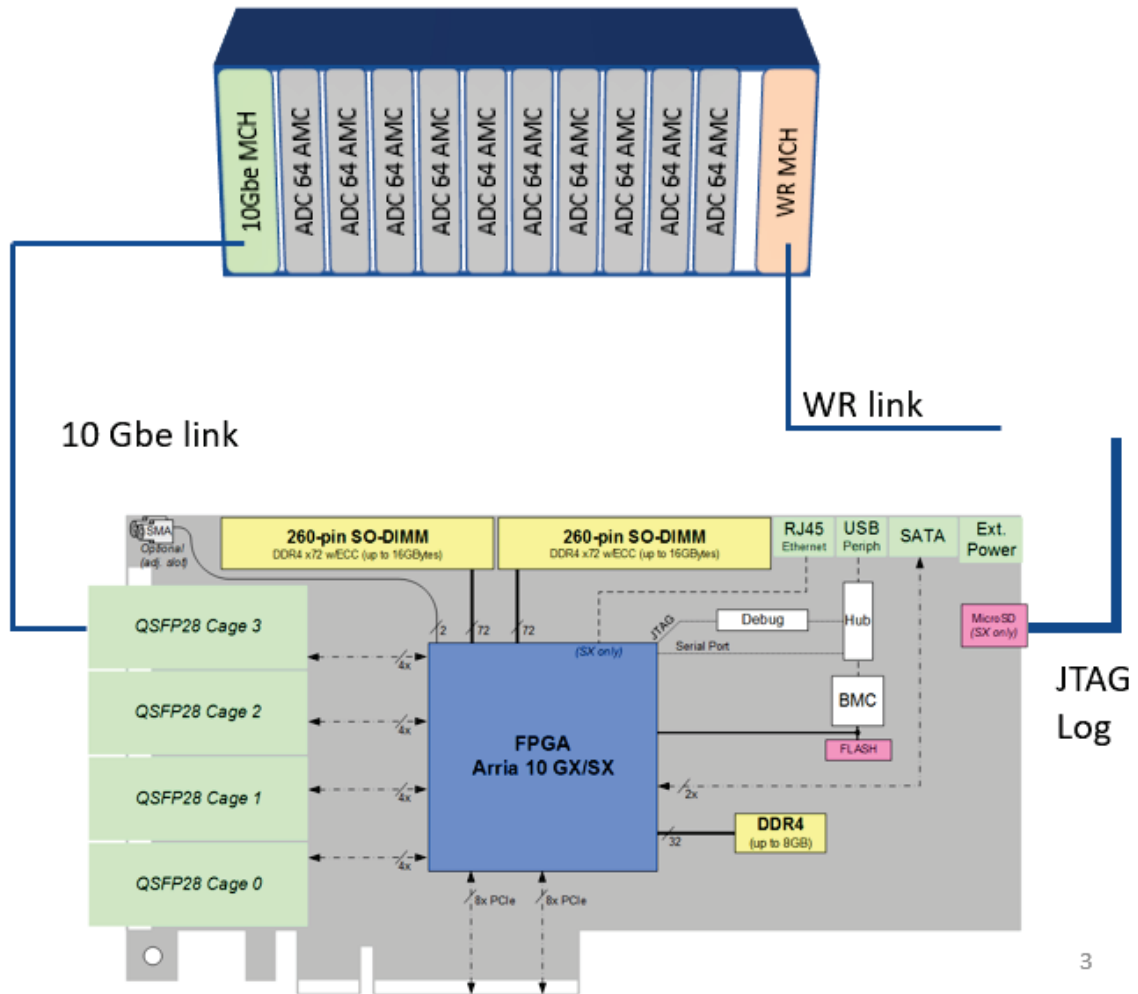 10Gbe MCH
ADC 64 AMC
ADC 64 AMC
ADC 64 AMC
ADC 64 AMC
ADC 64 AMC
ADC 64 AMC
ADC 64 AMC
ADC 64 AMC
ADC 64 AMC
ADC 64 AMC
WR MCH
WR link
10 Gbe link
SMA
Optional
(adj. slot)
260-pin SO-DIMM
DDR4 x72 w/ECC (up to 16GBytes)
260-pin SO-DIMM
DDR4 x72 w/ECC (up to 16GBytes)
RJ45
Ethernet
USB
Periph
SATA
Ext.
Power
QSFP28 Cage 3
4x
2
72
72
(SX only)
JTAG
Debug
Serial Port
Hub
MicroSD
(SX only)
JTAG
Log
QSFP28 Cage 2
4x
FPGA
Arria 10 GX/SX
BMC
FLASH
QSFP28 Cage 1
4x
2x
DDR4
(up to 8GB)
32
QSFP28 Cage 0
4x
8x PCIe
8x PCIe
3